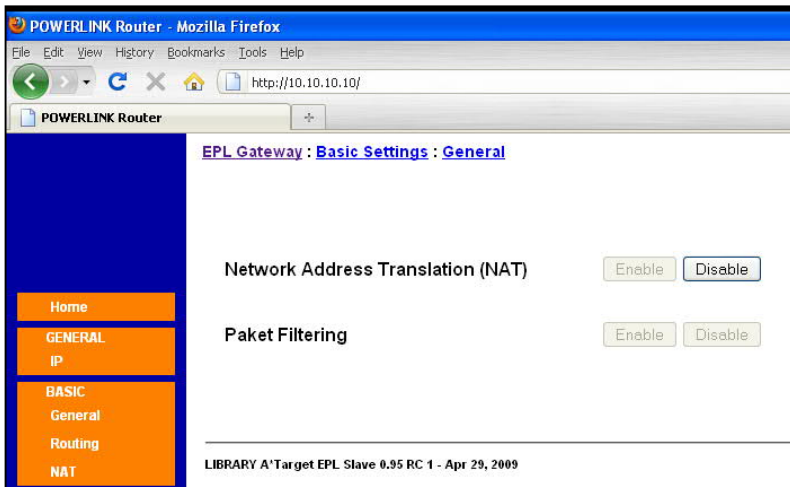 POWERLINK Router - Mozilla Firefox
File Edit View History Bookmarks Tools Help
http://10.10.10.10/
POWERLINK Router
EPL Gateway : Basic Settings : General
Network Address Translation (NAT) Enable Disable
Paket Filtering Enable Disable
Home
GENERAL
IP
BASIC
General
Routing
NAT
LIBRARY A*Target EPL Slave 0.95 RC 1 - Apr 29, 2009